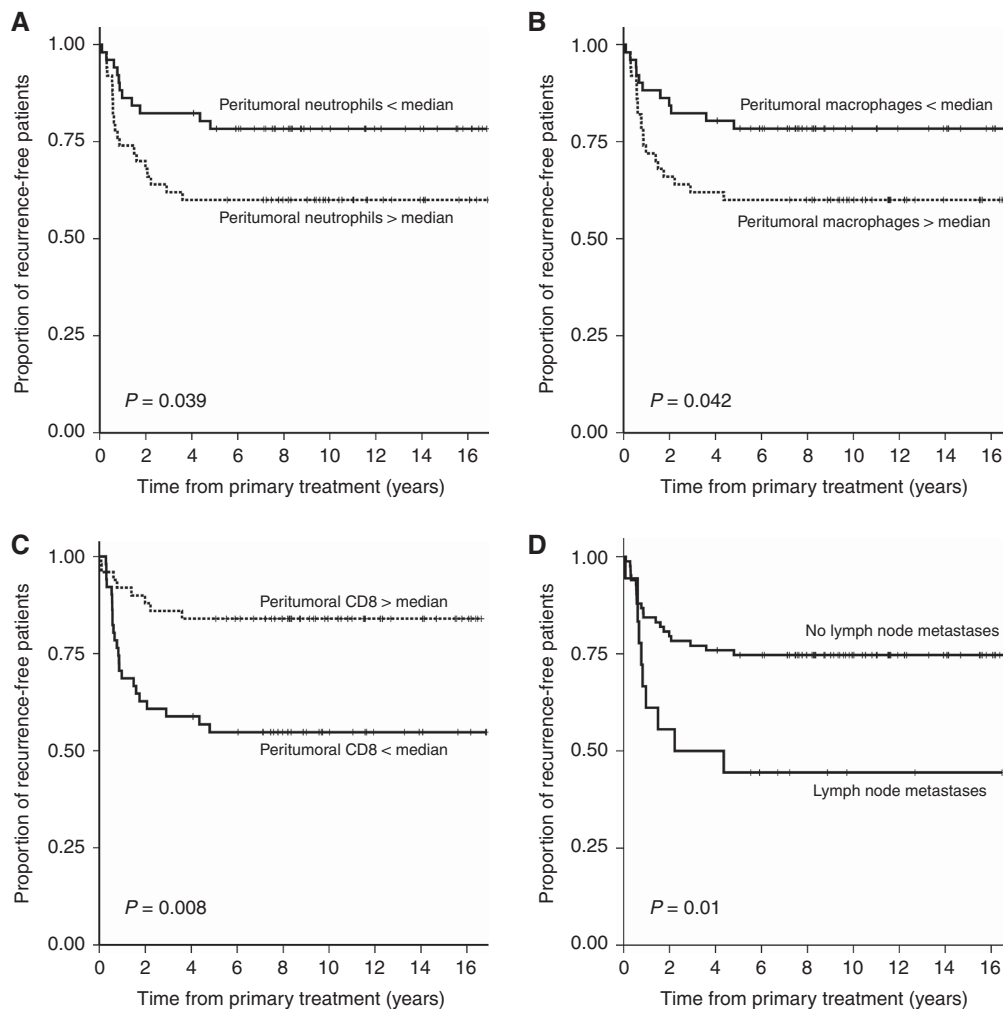 A
Proportion of recurrence-free patients
1.00
0.75
0.50
0.25
0.00
Peritumoral neutrophils < median
Peritumoral neutrophils > median
P = 0.039
0 2 4 6 8 10 12 14 16
Time from primary treatment (years)
B
Proportion of recurrence-free patients
1.00
0.75
0.50
0.25
0.00
Peritumoral macrophages < median
Peritumoral macrophages > median
P = 0.042
0 2 4 6 8 10 12 14 16
Time from primary treatment (years)
C
Proportion of recurrence-free patients
1.00
0.75
0.50
0.25
0.00
Peritumoral CD8 > median
Peritumoral CD8 < median
P = 0.008
0 2 4 6 8 10 12 14 16
Time from primary treatment (years)
D
Proportion of recurrence-free patients
1.00
0.75
0.50
0.25
0.00
No lymph node metastases
Lymph node metastases
P = 0.01
0 2 4 6 8 10 12 14 16
Time from primary treatment (years)